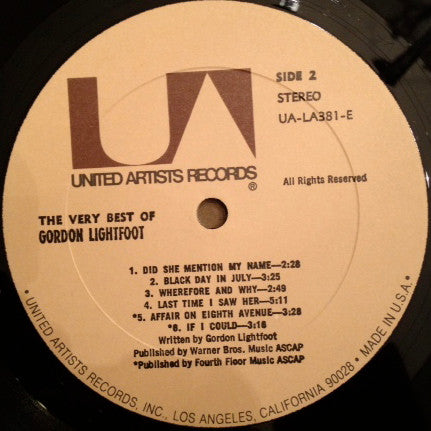 UA
UNITED ARTISTS RECORDS
®
SIDE 2
STEREO
UA-LA381-E
All Rights Reserved
THE VERY BEST OF
GORDON LIGHTFOOT
1. DID SHE MENTION MY NAME—2:28
2. BLACK DAY IN JULY—3:25
3. WHEREFORE AND WHY—2:49
4. LAST TIME I SAW HER—5:11
*5. AFFAIR ON EIGHTH AVENUE—3:28
*6. IF I COULD—3:16
Written by Gordon Lightfoot
Published by Warner Bros. Music ASCAP
*Published by Fourth Floor Music ASCAP
• UNITED ARTISTS RECORDS, INC., LOS ANGELES, CALIFORNIA 90028 • MADE IN U.S.A. •